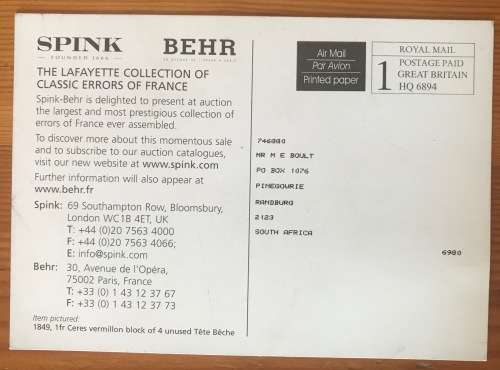 SPINK
FOUNDED 1666
BEHR
THE LAFAYETTE COLLECTION OF
CLASSIC ERRORS OF FRANCE
Spink-Behr is delighted to present at auction
the largest and most prestigious collection of
errors of France ever assembled.
To discover more about this momentous sale
and to subscribe to our auction catalogues,
visit our new website at www.spink.com
Further information will also appear at
www.behr.fr
Spink: 69 Southampton Row, Bloomsbury,
London WC1B 4ET, UK
T: +44 (0)20 7563 4000
F: +44 (0)20 7563 4066;
E: info@spink.com
Behr: 30, Avenue de l'Opéra,
75002 Paris, France
T: +33 (0) 1 43 12 37 67
F: +33 (0) 1 43 12 37 73
Item pictured:
1849, 1fr Ceres vermillon block of 4 unused Tête Bêche
Air Mail
Par Avion
Printed paper
1
ROYAL MAIL
POSTAGE PAID
GREAT BRITAIN
HQ 6894
746080
MR M E BOULT
PO BOX 1076
PINEGOWRIE
RANDBURG
2123
SOUTH AFRICA
6980